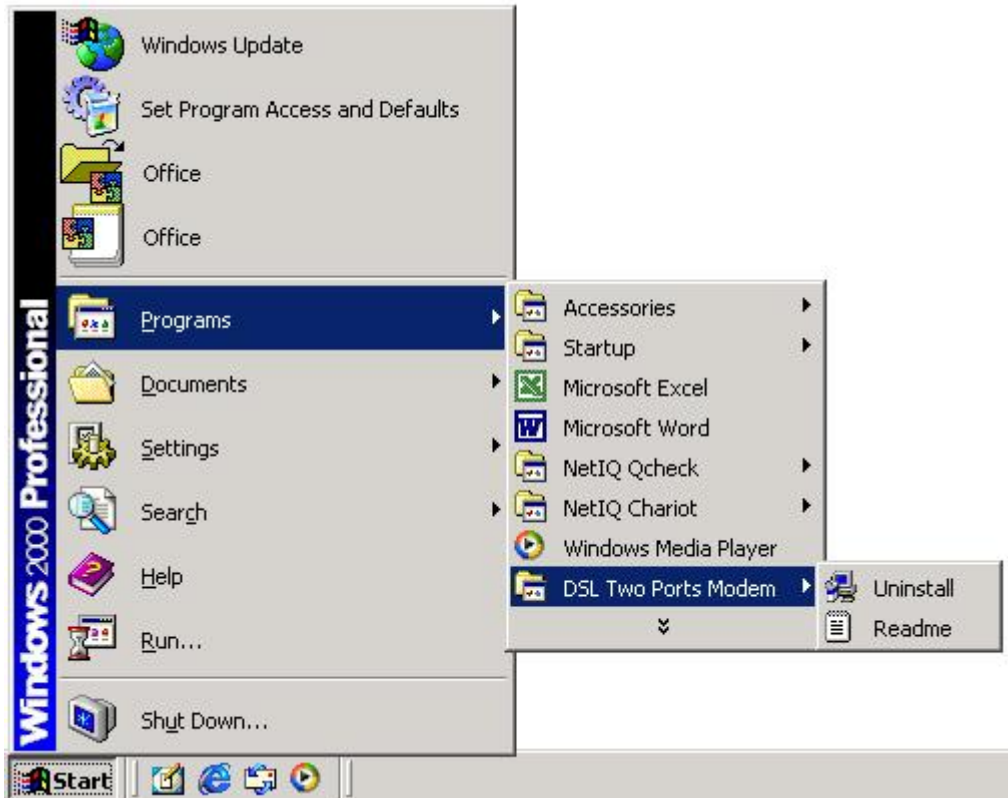 Windows Update
Set Program Access and Defaults
Office
Office
Programs
Documents
Settings
Search
Help
Run...
Shut Down...
Windows 2000 Professional
Accessories
Startup
Microsoft Excel
Microsoft Word
NetIQ Qcheck
NetIQ Chariot
Windows Media Player
DSL Two Ports Modem
Uninstall
Readme
Start